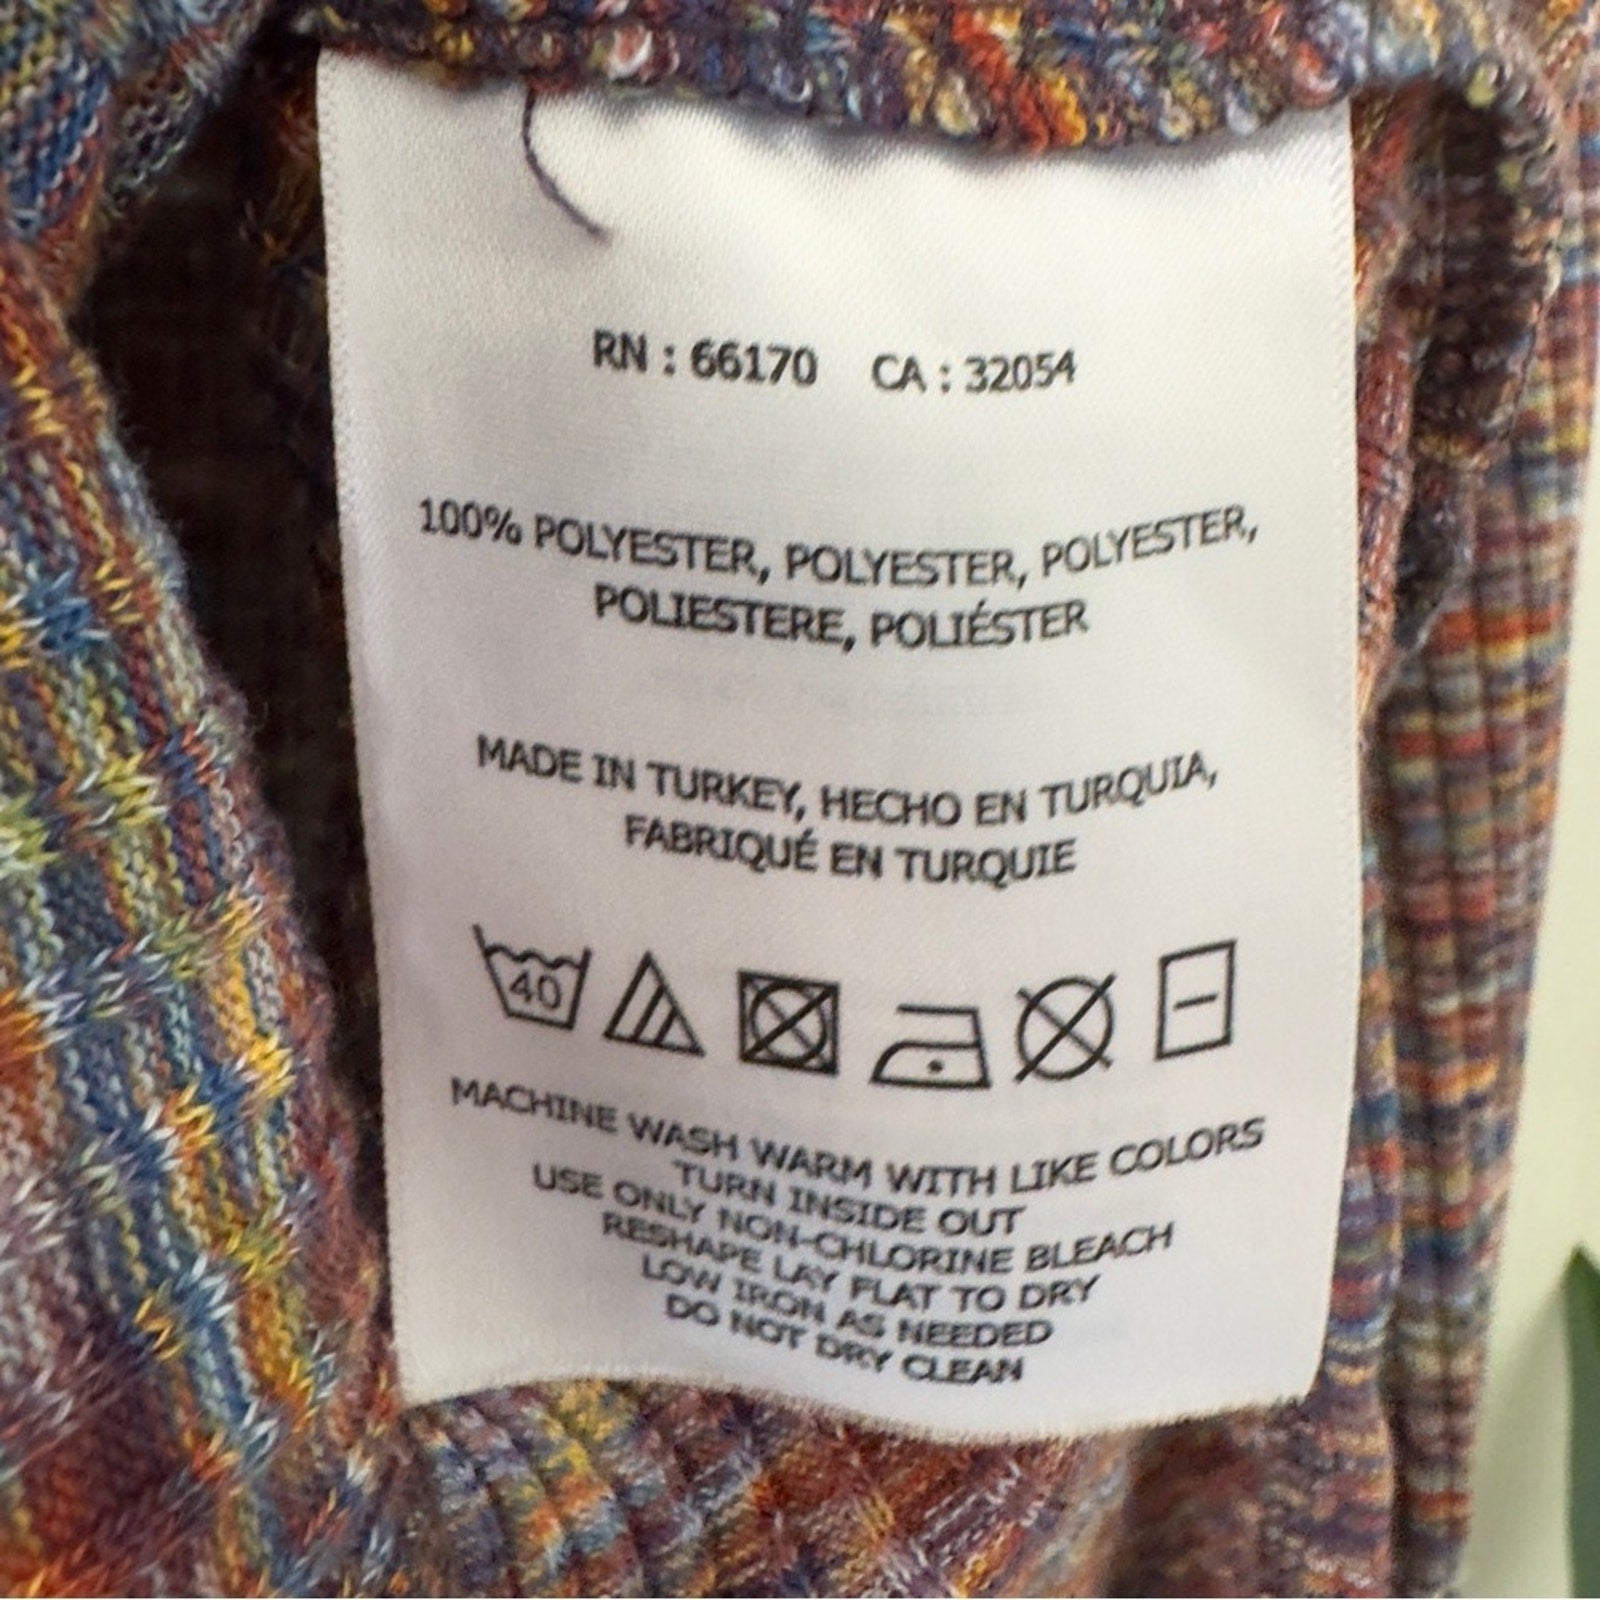 RN : 66170 CA : 32054
100% POLYESTER, POLYESTER, POLYESTER,
POLIESTERE, POLIÉSTER
MADE IN TURKEY, HECHO EN TURQUIA,
FABRIQUÉ EN TURQUIE
40
MACHINE WASH WARM WITH LIKE COLORS
TURN INSIDE OUT
USE ONLY NON-CHLORINE BLEACH
RESHAPE LAY FLAT TO DRY
LOW IRON AS NEEDED
DO NOT DRY CLEAN